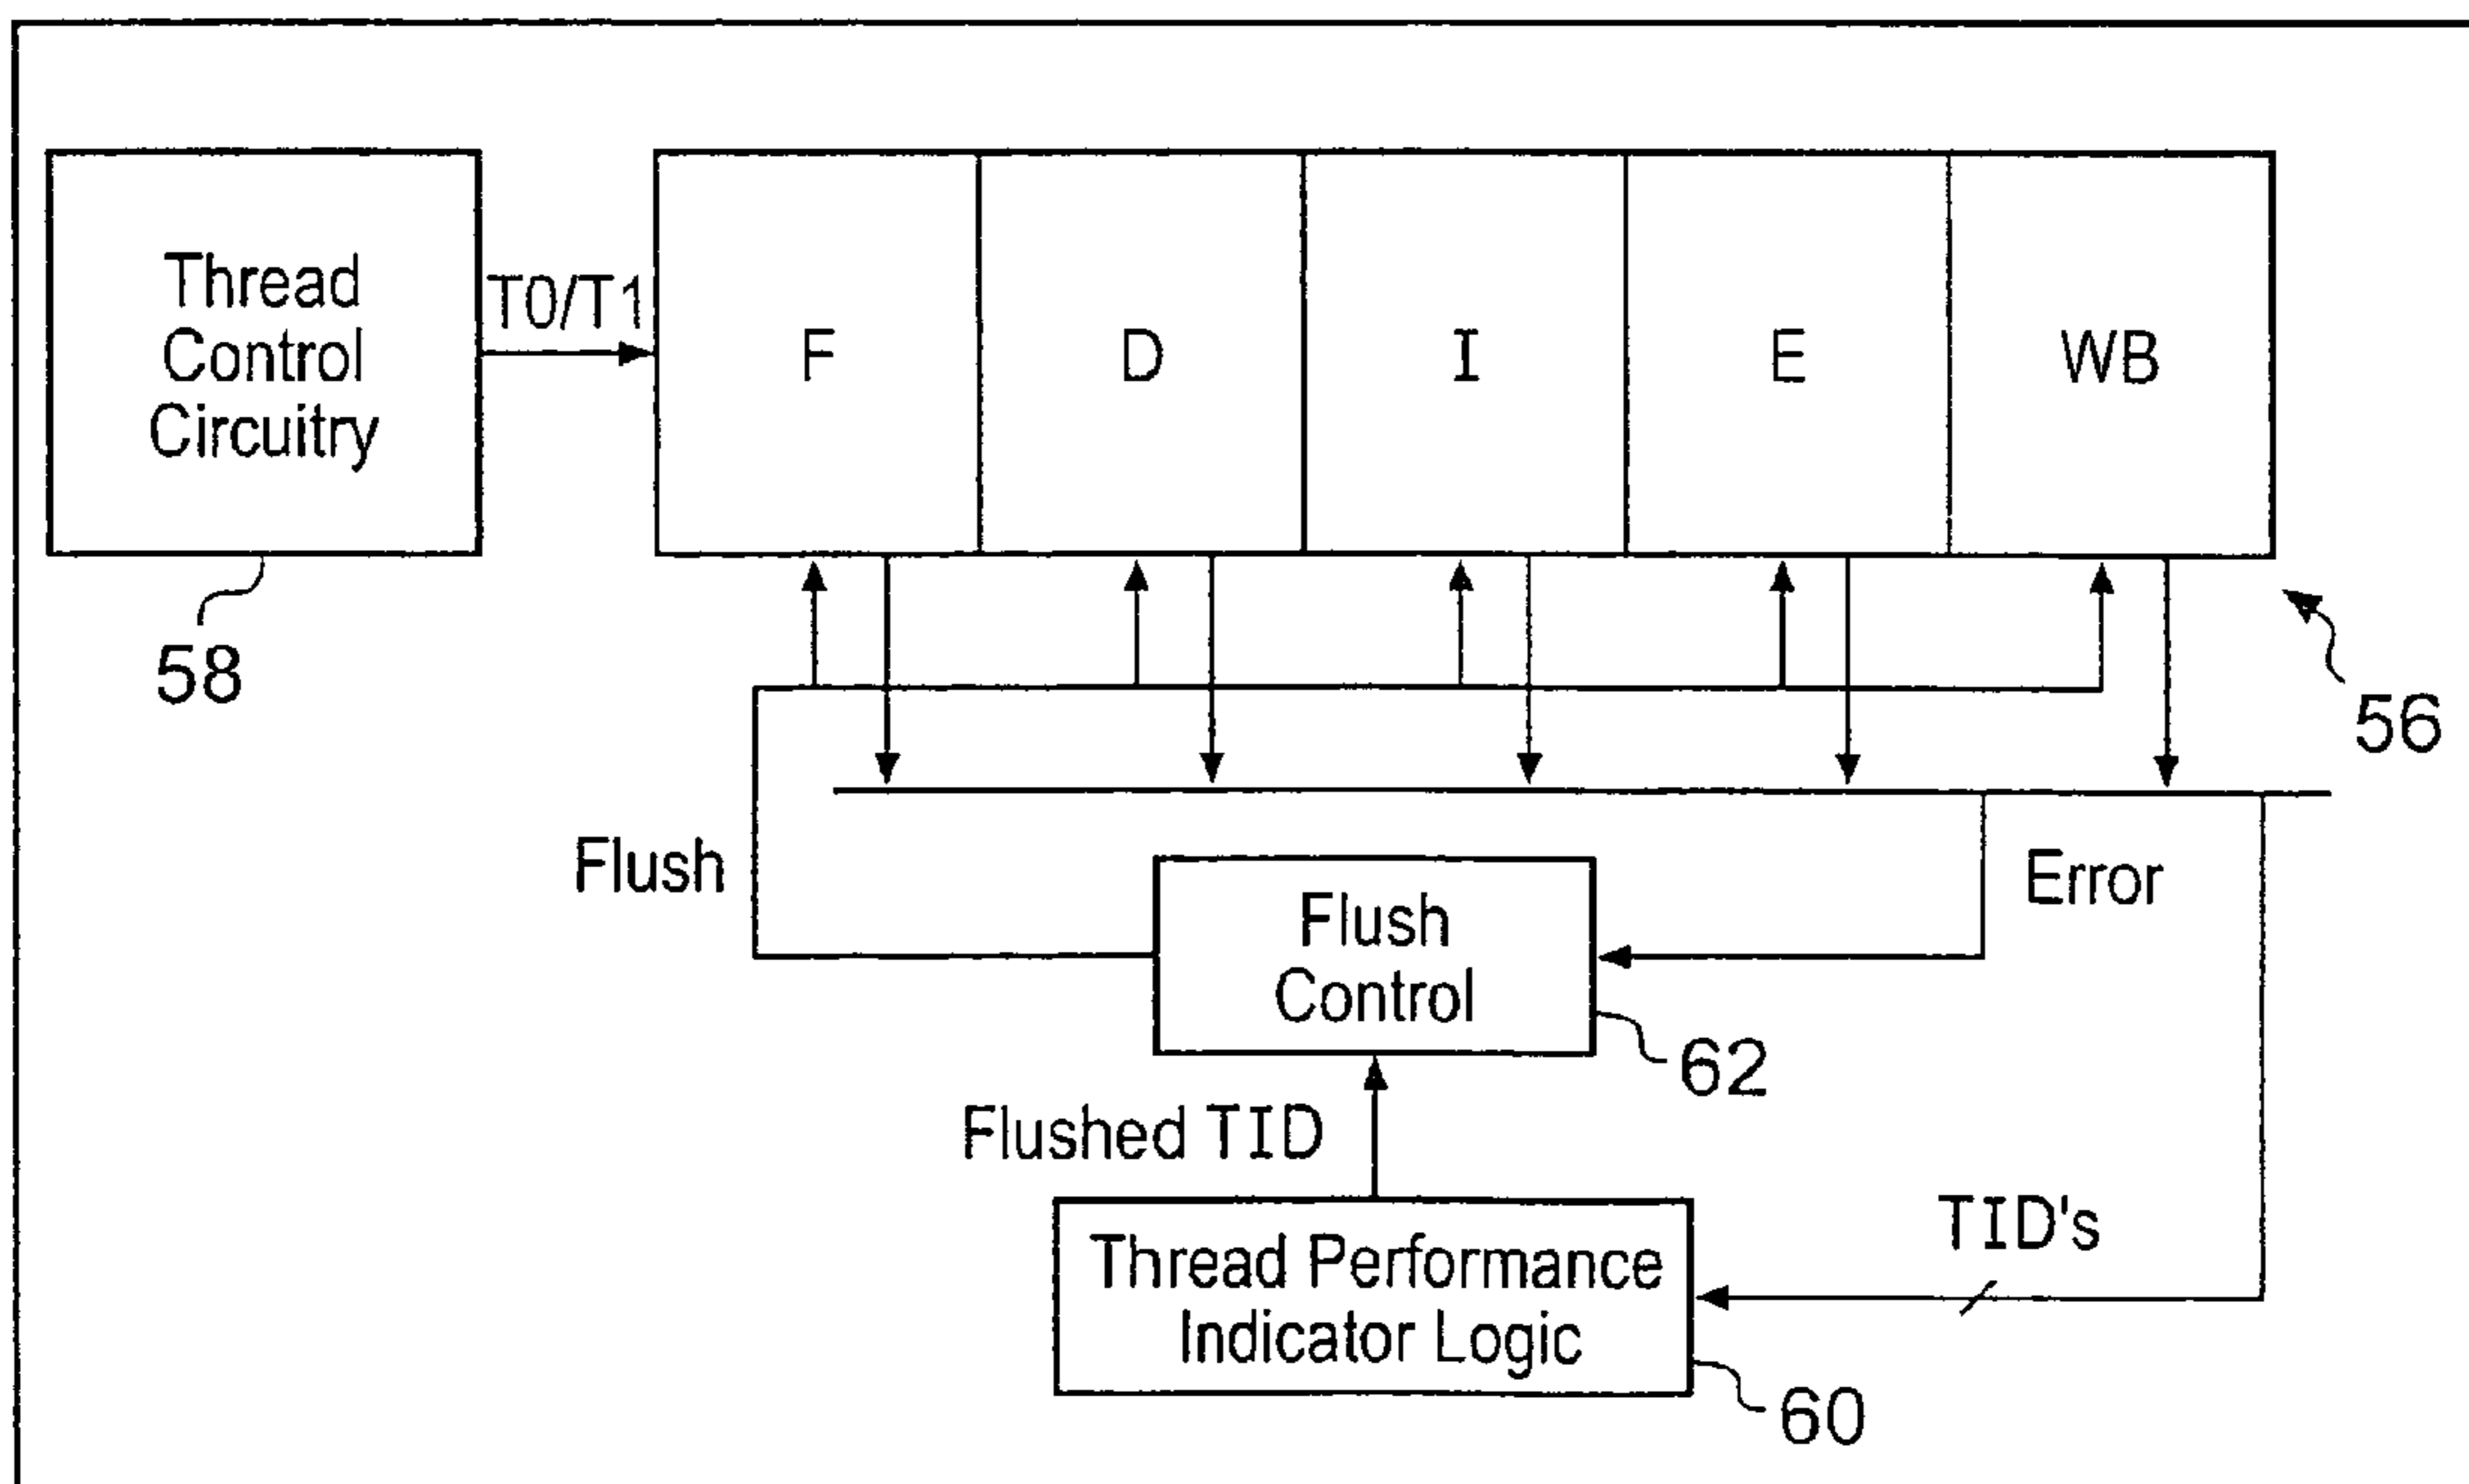 Thread
Control
Circuitry
T0/T1
F
D
I
E
WB
58
56
Flush
Error
Flush
Control
62
Flushed TID
TID's
Thread Performance
Indicator Logic
60